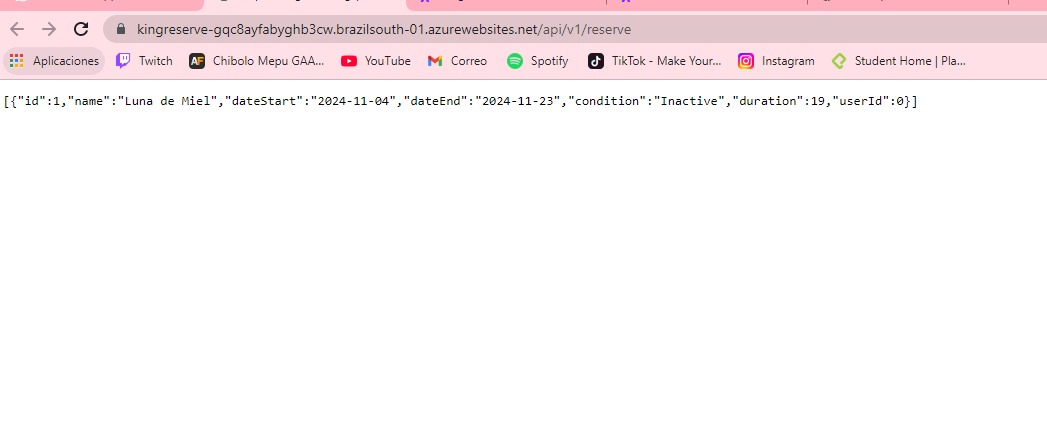 kingreserve-gqc8ayfabyghb3cw.brazilsouth-01.azurewebsites.net/api/v1/reserve
Aplicaciones Twitch Chibolo Mepu GAA... YouTube Correo Spotify TikTok - Make Your... Instagram Student Home | Pla...
[{"id":1,"name":"Luna de Miel","dateStart":"2024-11-04","dateEnd":"2024-11-23","condition":"Inactive","duration":19,"userId":0}]